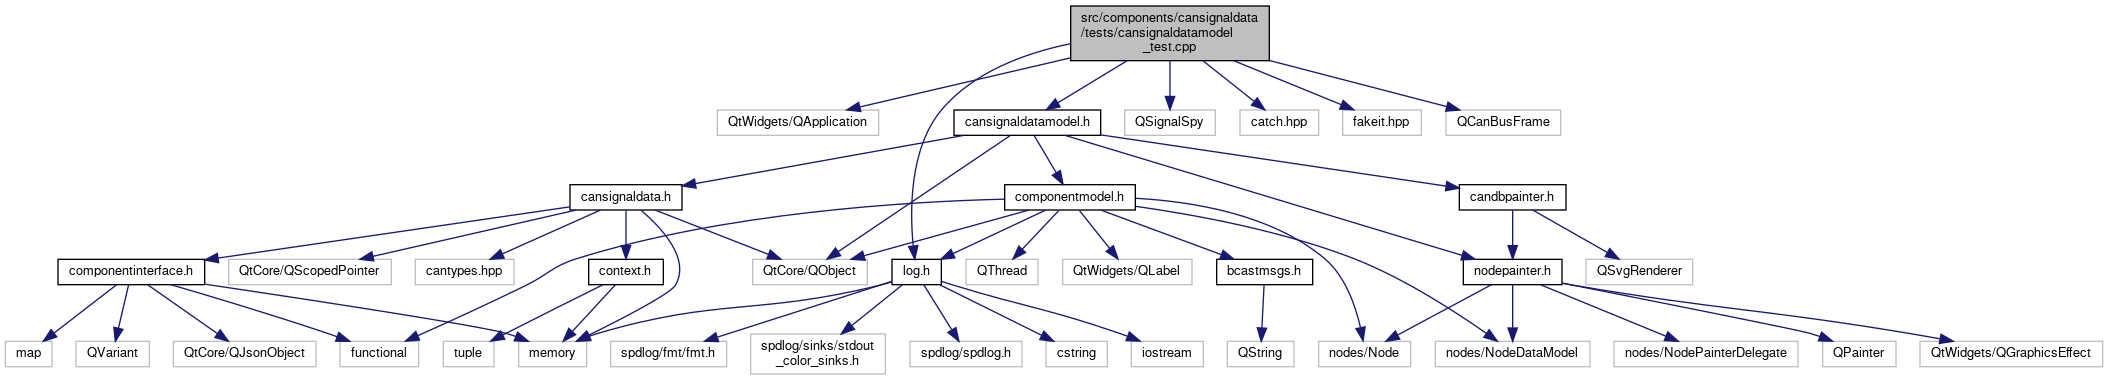 src/components/cansignaldata
/tests/cansignaldatamodel
_test.cpp
QtWidgets/QApplication
cansignaldatamodel.h
QSignalSpy
catch.hpp
fakeit.hpp
QCanBusFrame
cansignaldata.h
componentmodel.h
candbpainter.h
componentinterface.h
QtCore/QScopedPointer
cantypes.hpp
context.h
QtCore/QObject
log.h
QThread
QtWidgets/QLabel
bcastmsgs.h
nodepainter.h
QSvgRenderer
map
QVariant
QtCore/QJsonObject
functional
tuple
memory
spdlog/fmt/fmt.h
spdlog/sinks/stdout
_color_sinks.h
spdlog/spdlog.h
cstring
iostream
QString
nodes/Node
nodes/NodeDataModel
nodes/NodePainterDelegate
QPainter
QtWidgets/QGraphicsEffect